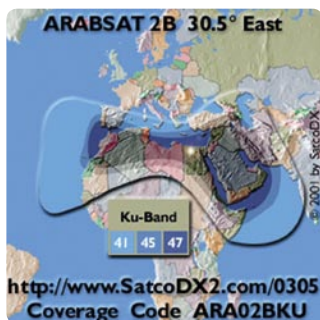 ARABSAT 2B 30.5° East
© 2001 by SatcoDX
Ku-Band
41 45 47
http://www.SatcoDX2.com/0305
Coverage Code ARA02BKU